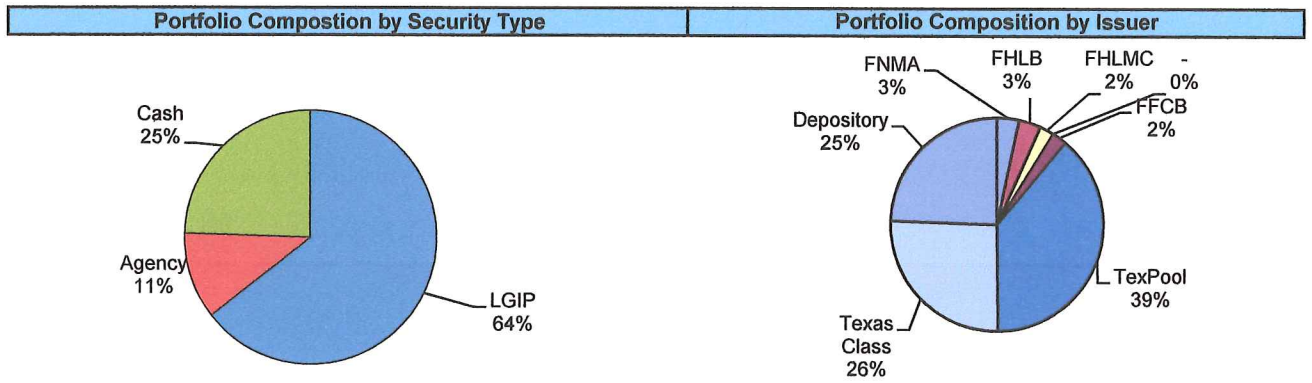 Portfolio Compostion by Security Type
Cash
25%
Agency
11%
LGIP
64%
Portfolio Composition by Issuer
FNMA
3%
FHLB
3%
FHLMC
2%
-
0%
FFCB
2%
Depository
25%
TexPool
39%
Texas
Class
26%